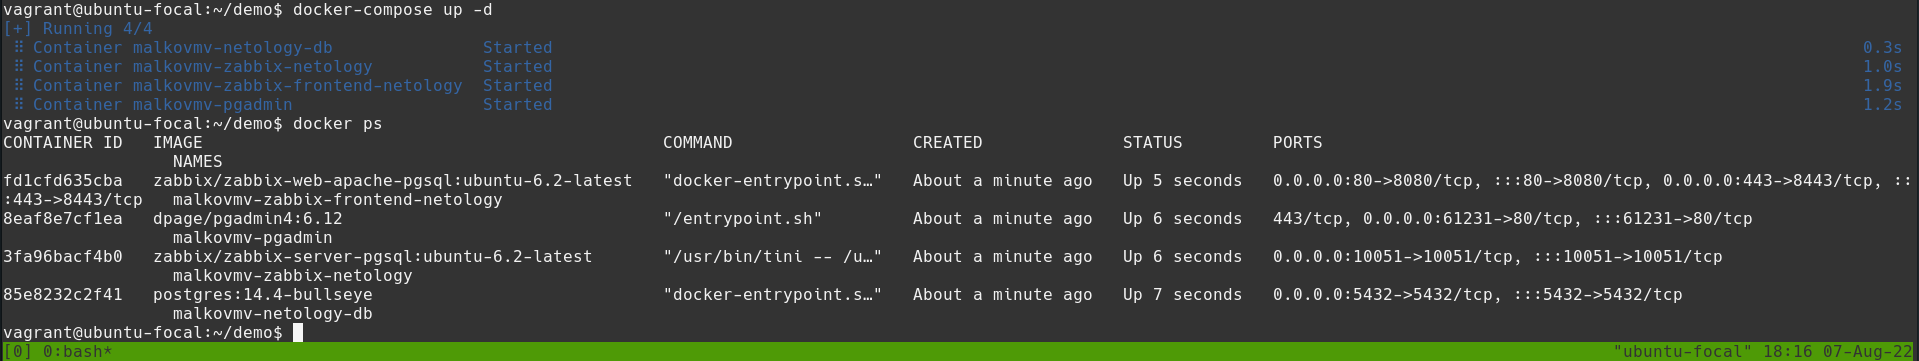 vagrant@ubuntu-focal:~/demo$ docker-compose up -d
[+] Running 4/4
 ⠿ Container malkovmv-netology-db               Started                                                                                                                                   0.3s
 ⠿ Container malkovmv-zabbix-netology           Started                                                                                                                                   1.0s
 ⠿ Container malkovmv-zabbix-frontend-netology  Started                                                                                                                                   1.9s
 ⠿ Container malkovmv-pgadmin                   Started                                                                                                                                   1.2s
vagrant@ubuntu-focal:~/demo$ docker ps
CONTAINER ID   IMAGE                                              COMMAND                  CREATED              STATUS         PORTS
                 NAMES
fd1cfd635cba   zabbix/zabbix-web-apache-pgsql:ubuntu-6.2-latest   "docker-entrypoint.s…"   About a minute ago   Up 5 seconds   0.0.0.0:80->8080/tcp, :::80->8080/tcp, 0.0.0.0:443->8443/tcp, ::
:443->8443/tcp   malkovmv-zabbix-frontend-netology
8eaf8e7cf1ea   dpage/pgadmin4:6.12                                "/entrypoint.sh"         About a minute ago   Up 6 seconds   443/tcp, 0.0.0.0:61231->80/tcp, :::61231->80/tcp
                 malkovmv-pgadmin
3fa96bacf4b0   zabbix/zabbix-server-pgsql:ubuntu-6.2-latest       "/usr/bin/tini -- /u…"   About a minute ago   Up 6 seconds   0.0.0.0:10051->10051/tcp, :::10051->10051/tcp
                 malkovmv-zabbix-netology
85e8232c2f41   postgres:14.4-bullseye                             "docker-entrypoint.s…"   About a minute ago   Up 7 seconds   0.0.0.0:5432->5432/tcp, :::5432->5432/tcp
                 malkovmv-netology-db
vagrant@ubuntu-focal:~/demo$
[0] 0:bash*                                                                                                                                                      "ubuntu-focal" 18:16 07-Aug-22